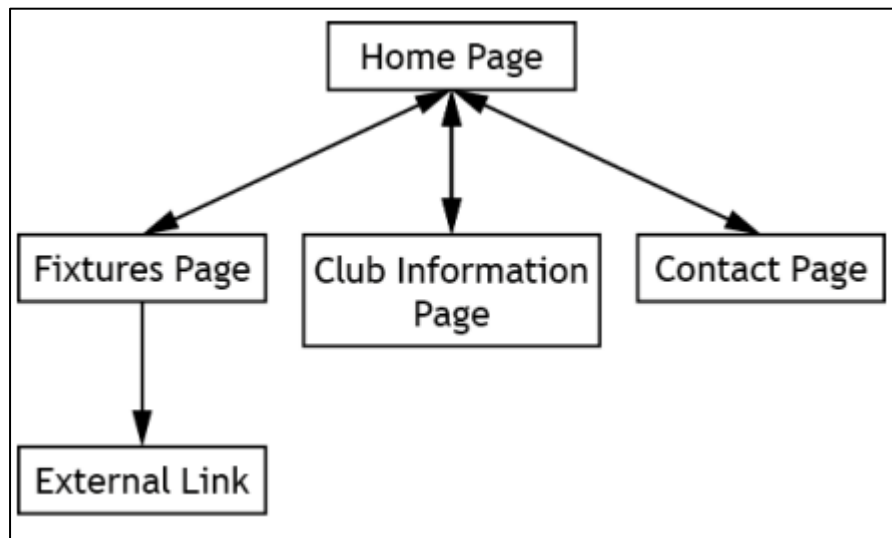 Home Page
Fixtures Page
Club Information
Page
Contact Page
External Link